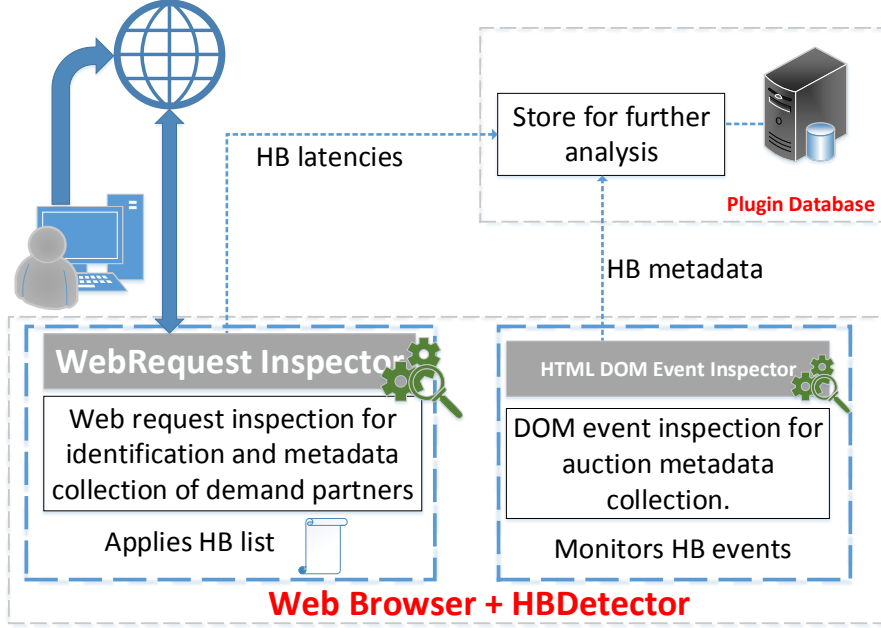 Store for further
analysis
HB latencies
Plugin Database
HB metadata
WebRequest Inspector
Web request inspection for
identification and metadata
collection of demand partners
Applies HB list
HTML DOM Event Inspector
DOM event inspection for
auction metadata
collection.
Monitors HB events
Web Browser + HBDetector